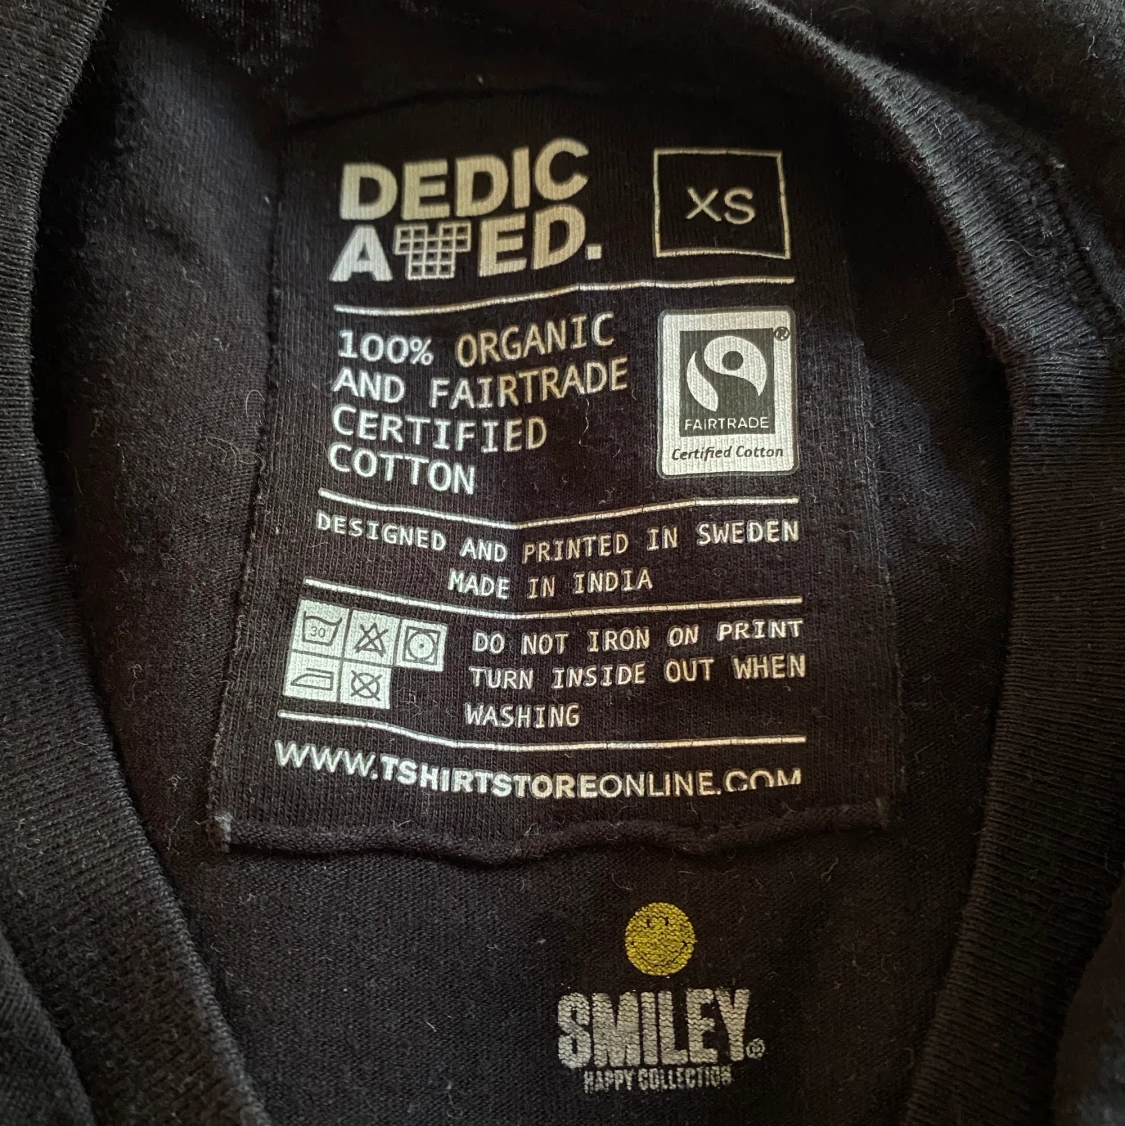 DEDIC
A ED.
XS
100% ORGANIC
AND FAIRTRADE
CERTIFIED
COTTON
®
FAIRTRADE
Certified Cotton
DESIGNED AND PRINTED IN SWEDEN
MADE IN INDIA
30
DO NOT IRON ON PRINT
TURN INSIDE OUT WHEN
WASHING
WWW.TSHIRTSTOREONLINE.COM
SMILEY®
HAPPY COLLECTION